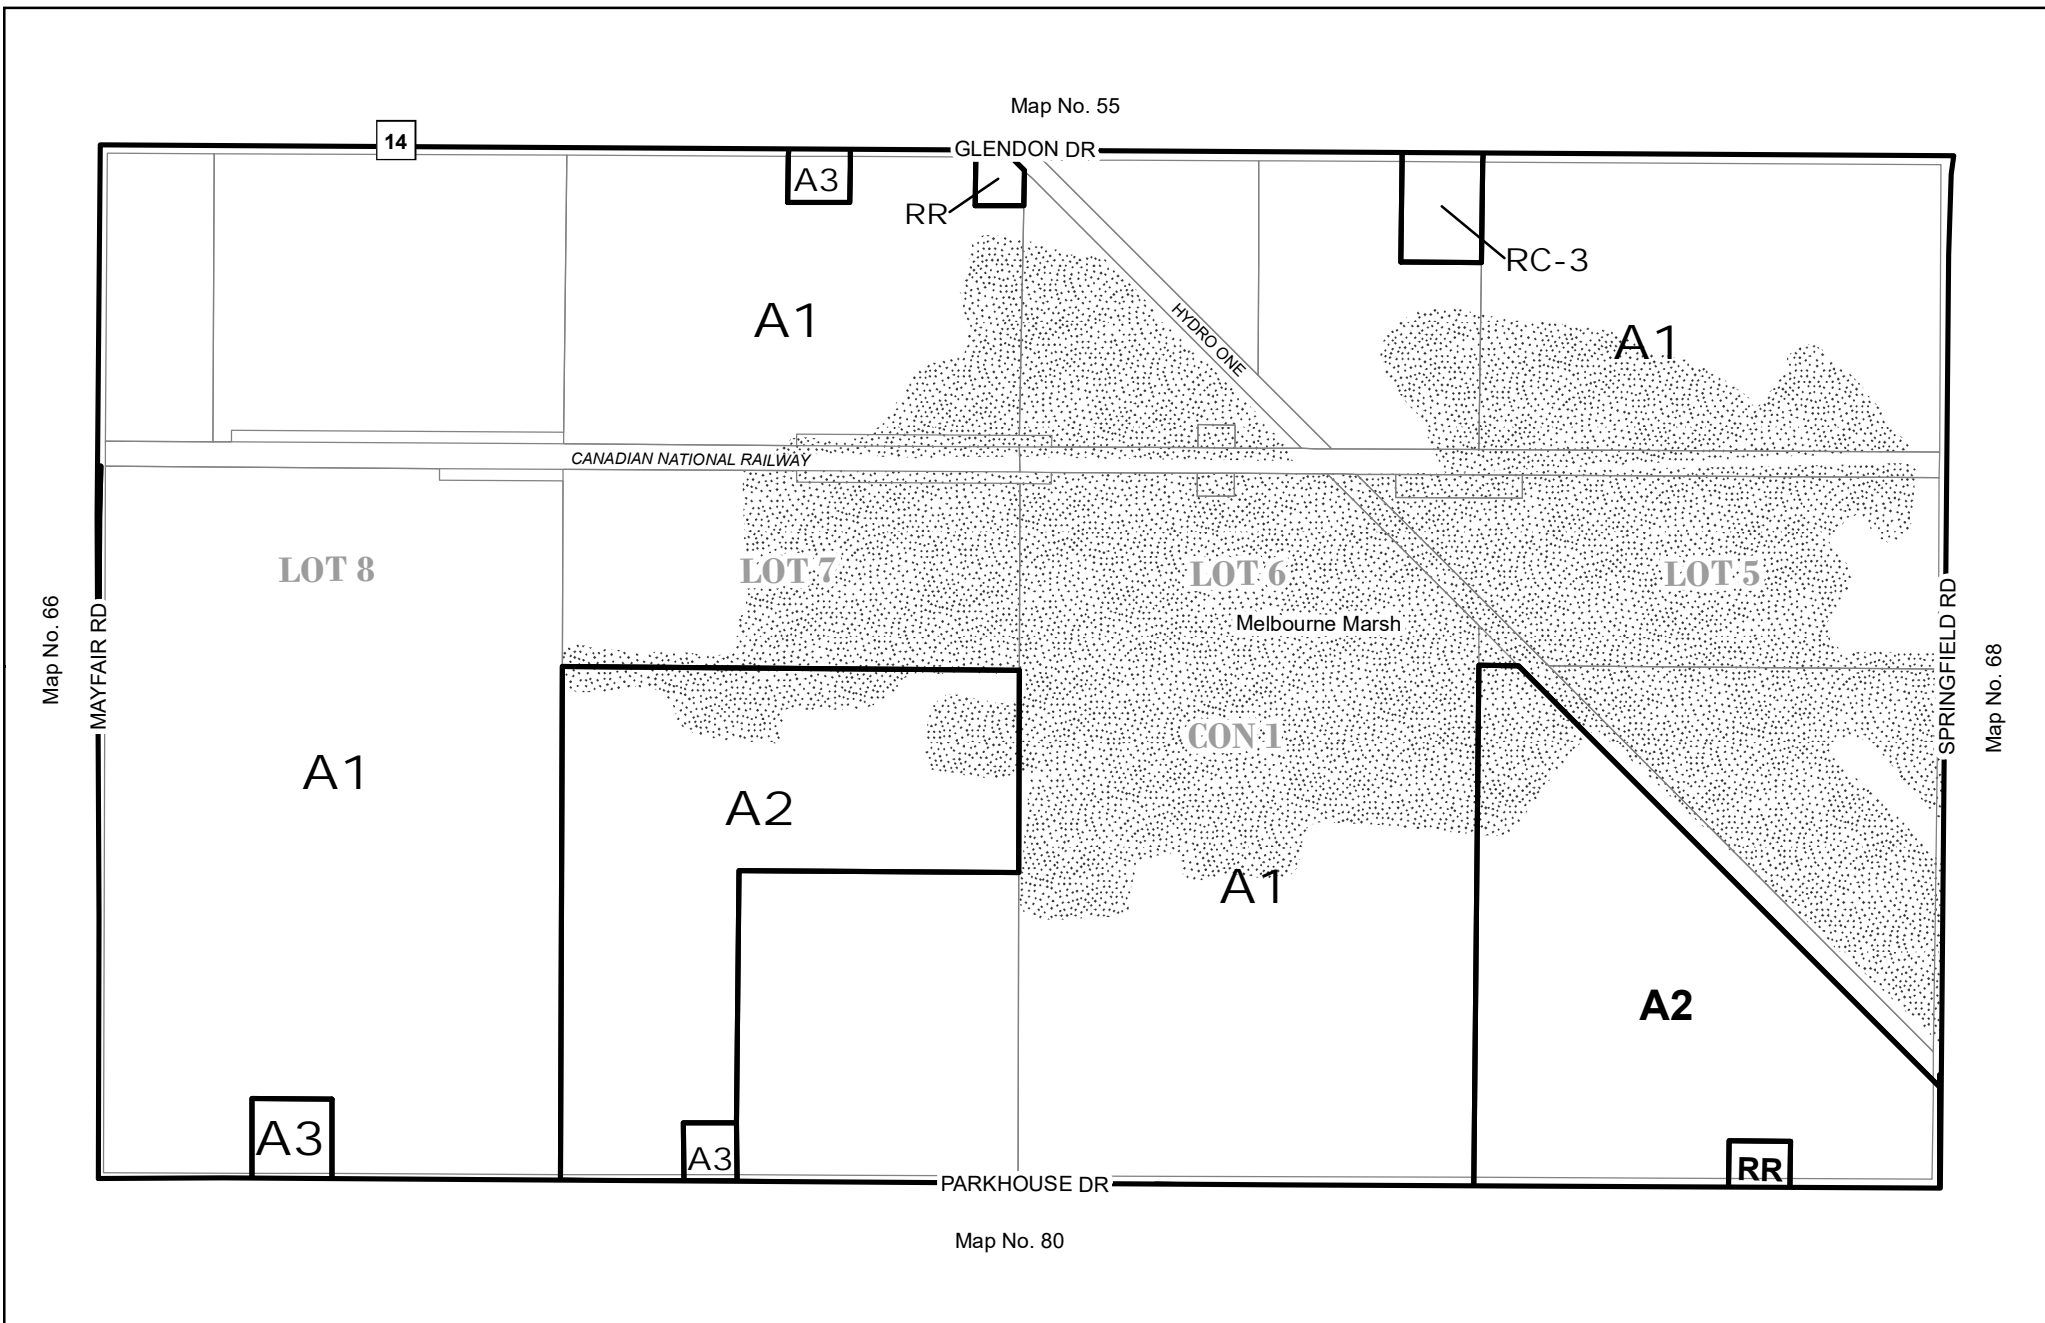 Map No. 55
14
GLENDON DR
A3
RR
RC-3
A1
HYDRO ONE
A1
CANADIAN NATIONAL RAILWAY
LOT 8
LOT 7
LOT 6
LOT 5
Melbourne Marsh
Map No. 66
MAYFAIR RD
SPRINGFIELD RD
Map No. 68
CON 1
A1
A2
A1
A2
A3
A3
RR
PARKHOUSE DR
Map No. 80